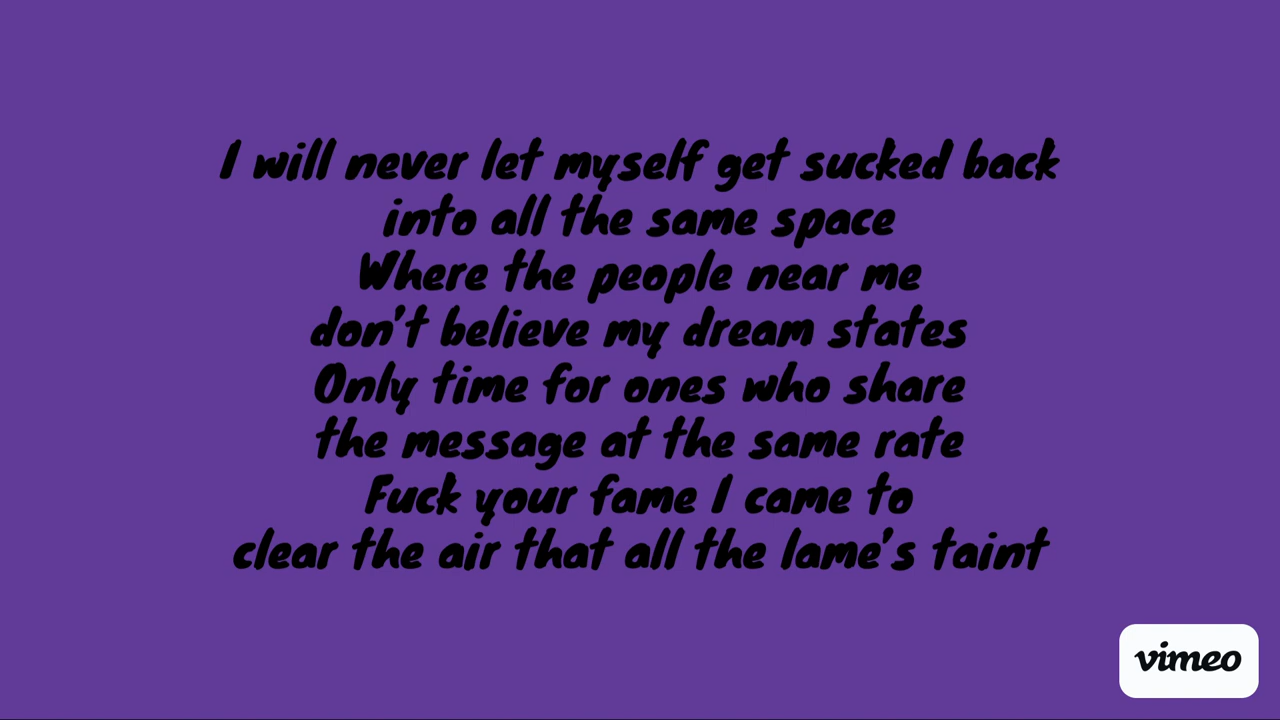 I will never let myself get sucked back
into all the same space
Where the people near me
don't believe my dream states
Only time for ones who share
the message at the same rate
Fuck your fame I came to
clear the air that all the lame's taint
vimeo